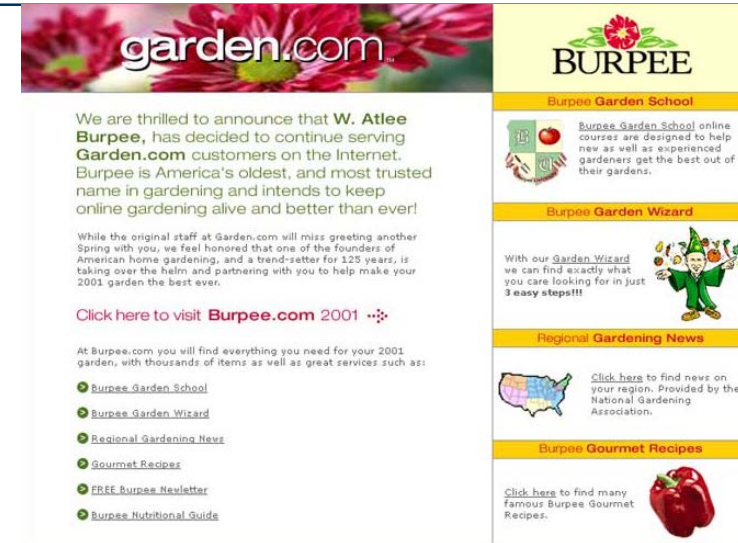 garden.com
We are thrilled to announce that W. Atlee
Burpee, has decided to continue serving
Garden.com customers on the Internet.
Burpee is America's oldest, and most trusted
name in gardening and intends to keep
online gardening alive and better than ever!
While the original staff at Garden.com will miss greeting another
Spring with you, we feel honored that one of the founders of
American home gardening, and a trend-setter for 125 years, is
taking over the helm and partnering with you to help make your
2001 garden the best ever.
Click here to visit Burpee.com 2001
At Burpee.com you will find everything you need for your 2001
garden, with thousands of items as well as great services such as:
Burpee Garden School
Burpee Garden Wizard
Regional Gardening News
Gourmet Recipes
FREE Burpee Newletter
Burpee Nutritional Guide
BURPEE
Burpee Garden School
Burpee Garden School online
courses are designed to help
new as well as experienced
gardeners get the best out of
their gardens.
Burpee Garden Wizard
With our Garden Wizard
we can find exactly what
you care looking for in just
3 easy steps!!!
Regional Gardening News
Click here to find news on
your region. Provided by the
National Gardening
Association.
Burpee Gourmet Recipes
Click here to find many
famous Burpee Gourmet
Recipes.